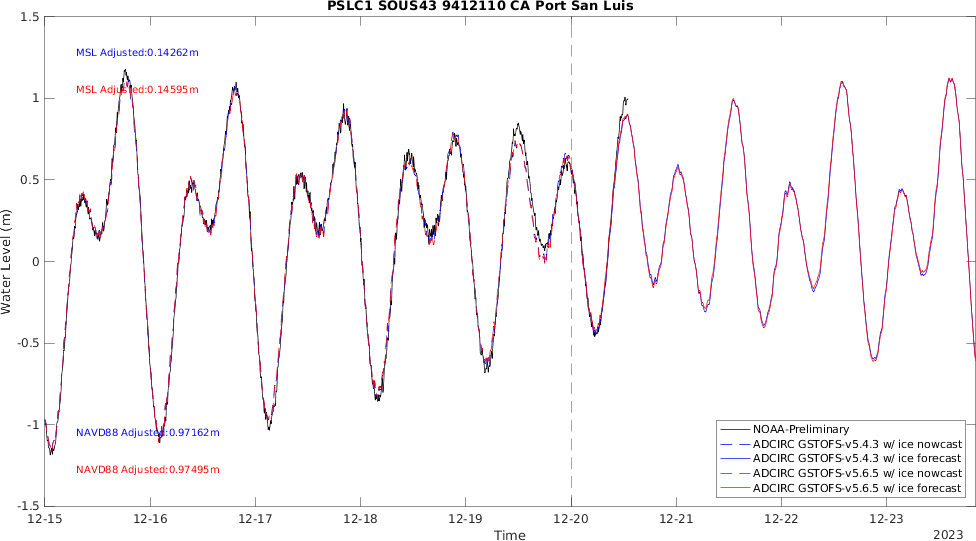 PSLC1 SOUS43 9412110 CA Port San Luis
1.5
MSL Adjusted:0.14262m
MSL Adjusted:0.14595m
1
0.5
0
Water Level (m)
-0.5
-1
NAVD88 Adjusted:0.97162m
NAVD88 Adjusted:0.97495m
-1.5
NOAA-Preliminary
ADCIRC GSTOFS-v5.4.3 w/ ice nowcast
ADCIRC GSTOFS-v5.4.3 w/ ice forecast
ADCIRC GSTOFS-v5.6.5 w/ ice nowcast
ADCIRC GSTOFS-v5.6.5 w/ ice forecast
12-15 12-16 12-17 12-18 12-19 12-20 12-21 12-22 12-23
Time
2023